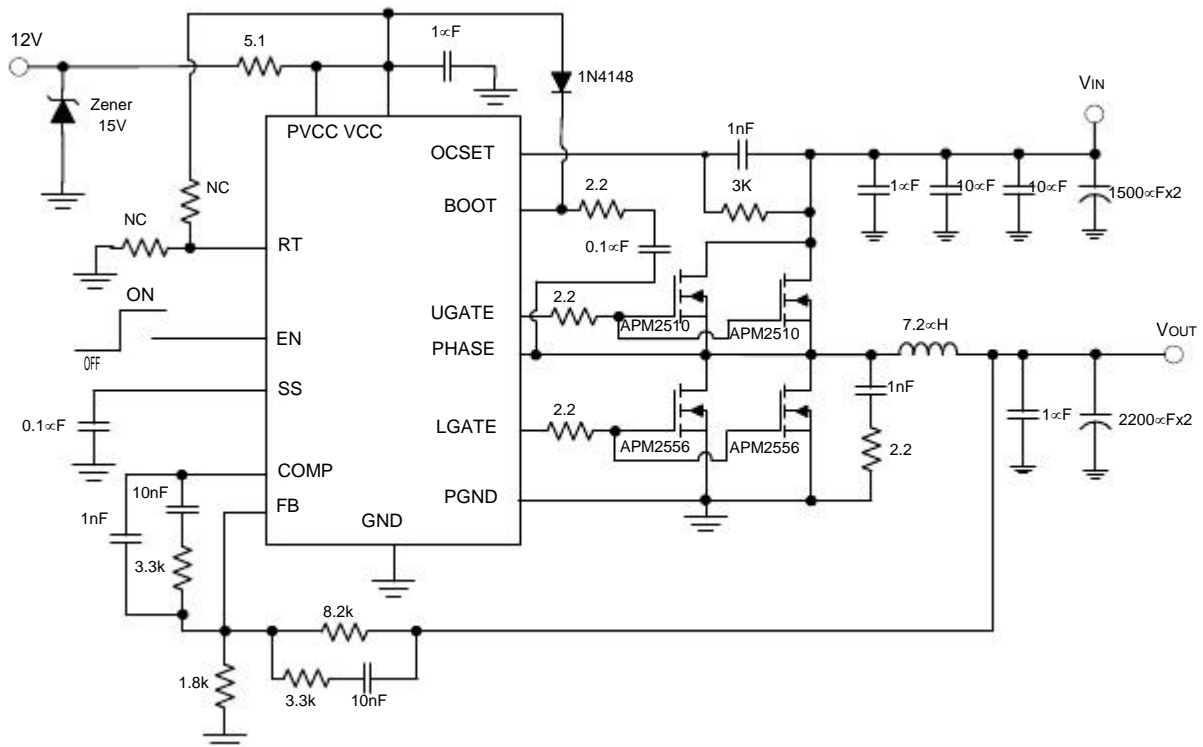 12V
5.1
1∝F
1N4148
Zener
15V
VIN
PVCC VCC
1nF
OCSET
NC
3K
1∝F
10∝F
10∝F
1500∝Fx2
2.2
BOOT
NC
RT
0.1∝F
ON
OFF
2.2
UGATE
APM2510
APM2510
7.2∝H
VOUT
EN
PHASE
1nF
SS
2.2
0.1∝F
LGATE
APM2556
APM2556
1∝F
2200∝Fx2
2.2
COMP
10nF
1nF
FB
PGND
GND
3.3k
8.2k
1.8k
3.3k
10nF